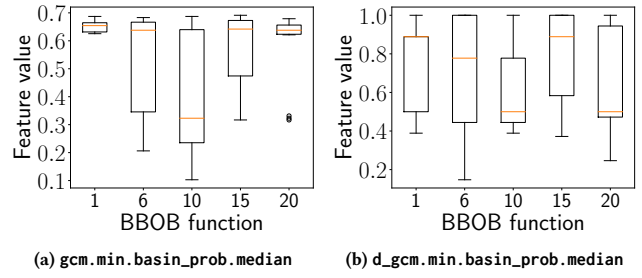 Feature value
0.7
0.6
0.5
0.4
0.3
0.2
0.1
1 6 10 15 20
BBOB function
(a) gcm.min.basin_prob.median
Feature value
1.0
0.8
0.6
0.4
0.2
1 6 10 15 20
BBOB function
(b) d_gcm.min.basin_prob.median